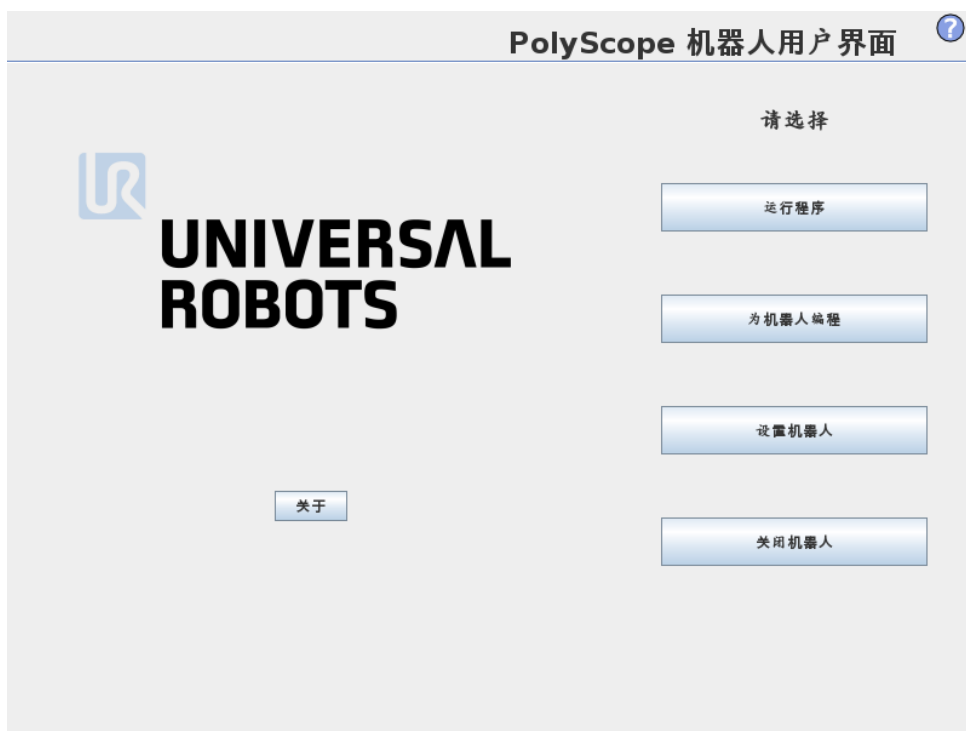 PolyScope 机器人用户界面
?
请选择
UR
UNIVERSAL
ROBOTS
运行程序
为机器人编程
设置机器人
关于
关闭机器人